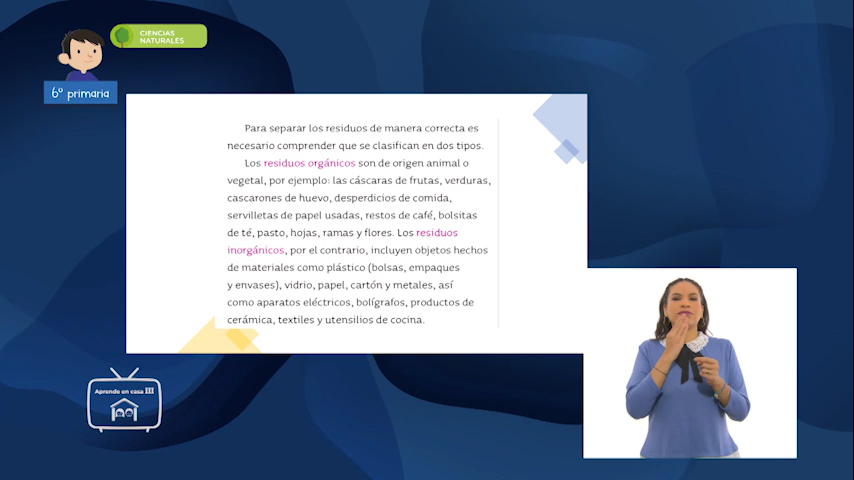 CIENCIAS
NATURALES
6º primaria
Para separar los residuos de manera correcta es
necesario comprender que se clasifican en dos tipos.
Los residuos orgánicos son de origen animal o
vegetal, por ejemplo: las cáscaras de frutas, verduras,
cascarones de huevo, desperdicios de comida,
servilletas de papel usadas, restos de café, bolsitas
de té, pasto, hojas, ramas y flores. Los residuos
inorgánicos, por el contrario, incluyen objetos hechos
de materiales como plástico (bolsas, empaques
y envases), vidrio, papel, cartón y metales, así
como aparatos eléctricos, bolígrafos, productos de
cerámica, textiles y utensilios de cocina.
Aprende en casa III